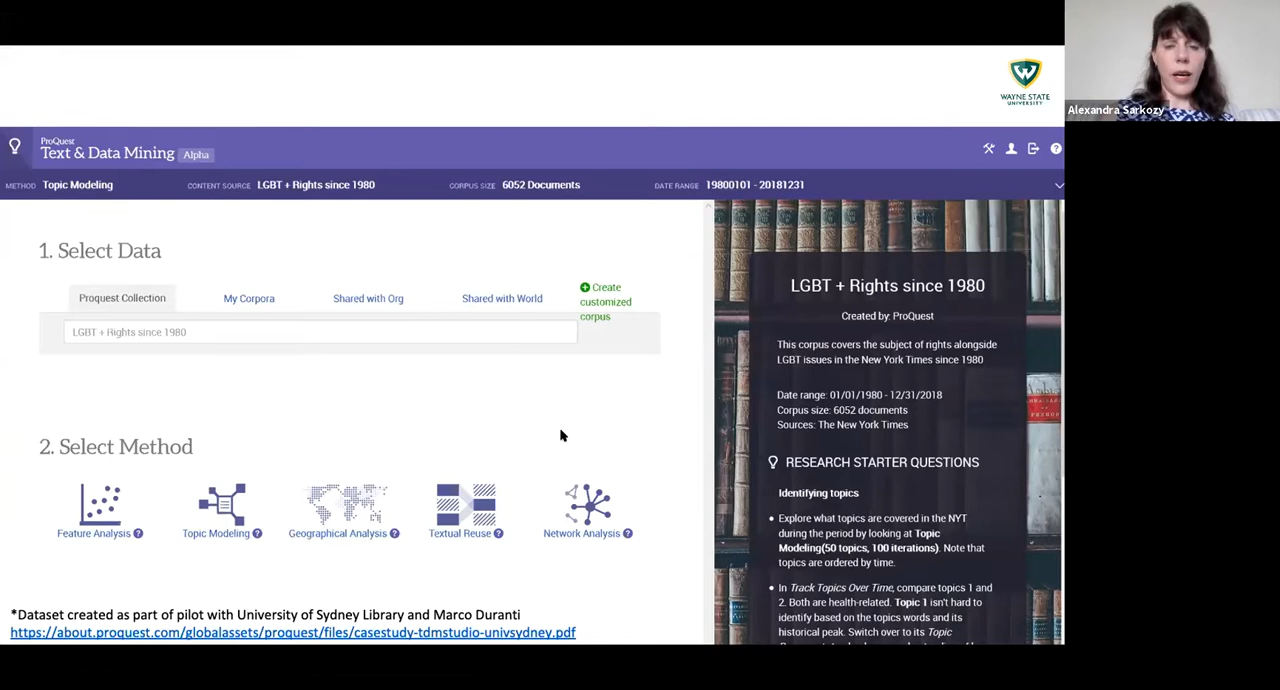 WAYNE STATE
UNIVERSITY
Alexandra Sarkozy
ProQuest
Text & Data Mining Alpha
METHOD Topic Modeling CONTENT SOURCE LGBT + Rights since 1980 CORPUS SIZE 6052 Documents DATE RANGE 19800101 - 20181231
1. Select Data
Proquest Collection My Corpora Shared with Org Shared with World Create customized corpus
LGBT + Rights since 1980
2. Select Method
Feature Analysis ? Topic Modeling ? Geographical Analysis ? Textual Reuse ? Network Analysis ?
*Dataset created as part of pilot with University of Sydney Library and Marco Duranti
https://about.proquest.com/globalassets/proquest/files/casestudy-tdmstudio-univsydney.pdf
LGBT + Rights since 1980
Created by: ProQuest
This corpus covers the subject of rights alongside
LGBT issues in the New York Times since 1980
Date range: 01/01/1980 - 12/31/2018
Corpus size: 6052 documents
Sources: The New York Times
RESEARCH STARTER QUESTIONS
Identifying topics
• Explore what topics are covered in the NYT
during the period by looking at Topic
Modeling(50 topics, 100 iterations). Note that
topics are ordered by time.
• In Track Topics Over Time, compare topics 1 and
2. Both are health-related. Topic 1 isn't hard to
identify based on the topics words and its
historical peak. Switch over to its Topic